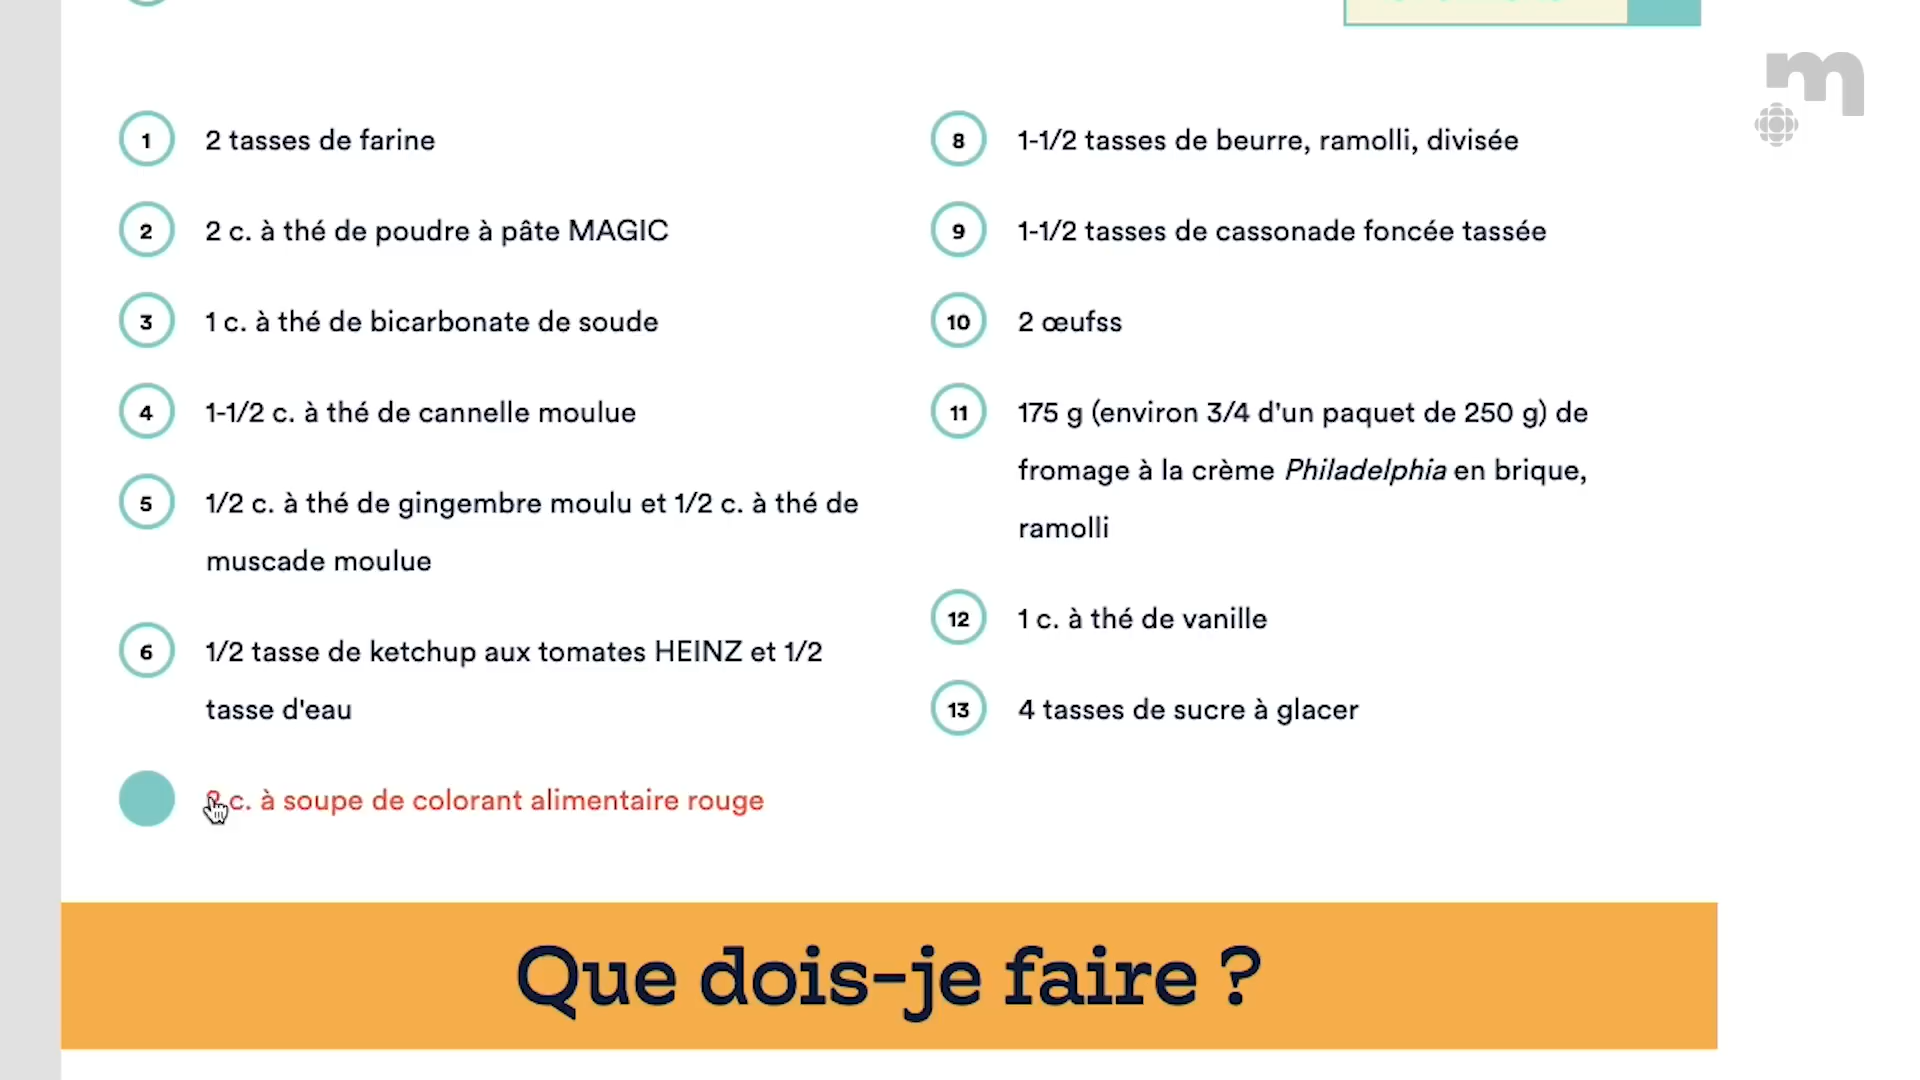 1 2 tasses de farine
2 2 c. à thé de poudre à pâte MAGIC
3 1 c. à thé de bicarbonate de soude
4 1-1/2 c. à thé de cannelle moulue
5 1/2 c. à thé de gingembre moulu et 1/2 c. à thé de
muscade moulue
6 1/2 tasse de ketchup aux tomates HEINZ et 1/2
tasse d'eau
c. à soupe de colorant alimentaire rouge
8 1-1/2 tasses de beurre, ramolli, divisée
9 1-1/2 tasses de cassonade foncée tassée
10 2 œufss
11 175 g (environ 3/4 d'un paquet de 250 g) de
fromage à la crème Philadelphia en brique,
ramolli
12 1 c. à thé de vanille
13 4 tasses de sucre à glacer
Que dois-je faire ?
m